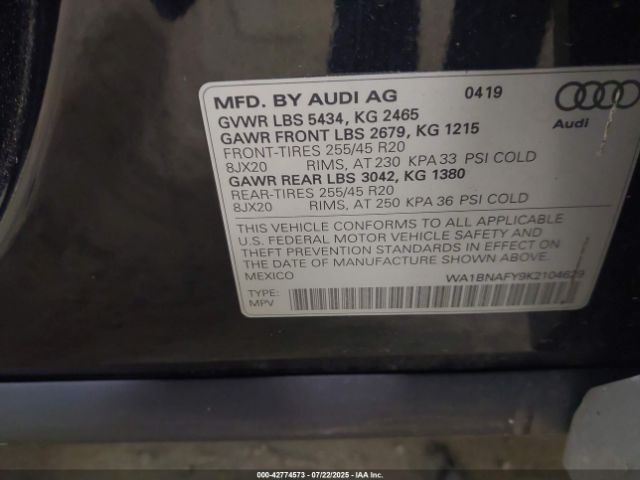 MFD. BY AUDI AG 0419
GVWR LBS 5434, KG 2465
GAWR FRONT LBS 2679, KG 1215
FRONT-TIRES 255/45 R20
8JX20 RIMS, AT 230 KPA 33 PSI COLD
GAWR REAR LBS 3042, KG 1380
REAR-TIRES 255/45 R20
8JX20 RIMS, AT 250 KPA 36 PSI COLD
Audi
THIS VEHICLE CONFORMS TO ALL APPLICABLE
U.S. FEDERAL MOTOR VEHICLE SAFETY AND
THEFT PREVENTION STANDARDS IN EFFECT ON
THE DATE OF MANUFACTURE SHOWN ABOVE.
MEXICO
WA1BNAFY9K2104629
TYPE:
MPV
000-42774573 | 07/22/2025 | IAA Inc.